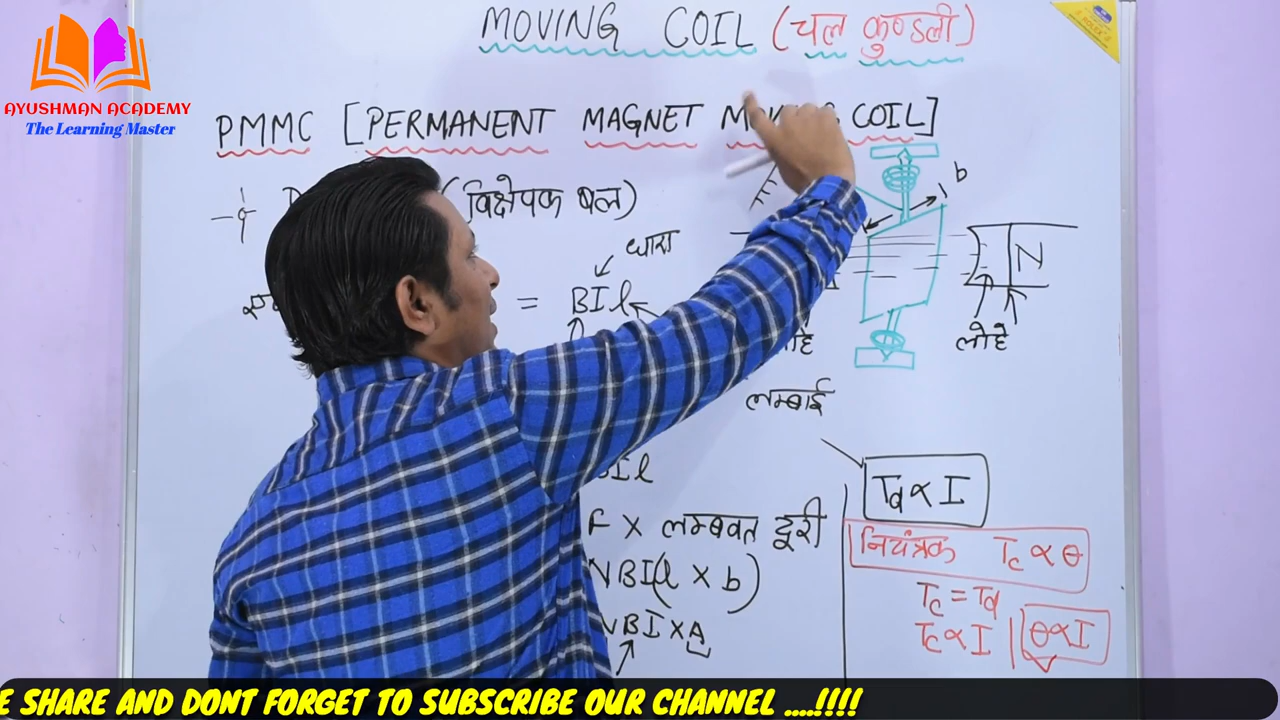 MOVING COIL (चल कुण्डली)
AYUSHMAN ACADEMY
The Learning Master
PMMC [PERMANENT MAGNET MOVING COIL]
(विक्षेपक बल)
b
धारा
= BIl
N
लोहे
लम्बाई
BIl
Td ∝ I
F X लम्बवत दूरी
नियंत्रक Tc ∝ θ
NBI(l X b)
Tc = Td
NBI X A
Tc ∝ I | θ ∝ I
E SHARE AND DONT FORGET TO SUBSCRIBE OUR CHANNEL ....!!!!